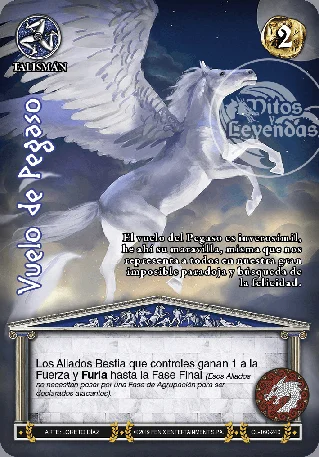 TALISMÁN
2
Mitos y
Leyendas
Vuelo de Pegaso
El vuelo del Pegaso es inverosímil,
he ahí su maravilla, misma que nos
representa a todos en nuestra gran
imposible paradoja y búsqueda de
la felicidad.
Los Aliados Bestia que controles ganan 1 a la
Fuerza y Furia hasta la Fase Final (Esos Aliados
no necesitan pasar por una Fase de Agrupación para ser
declarados atacantes).